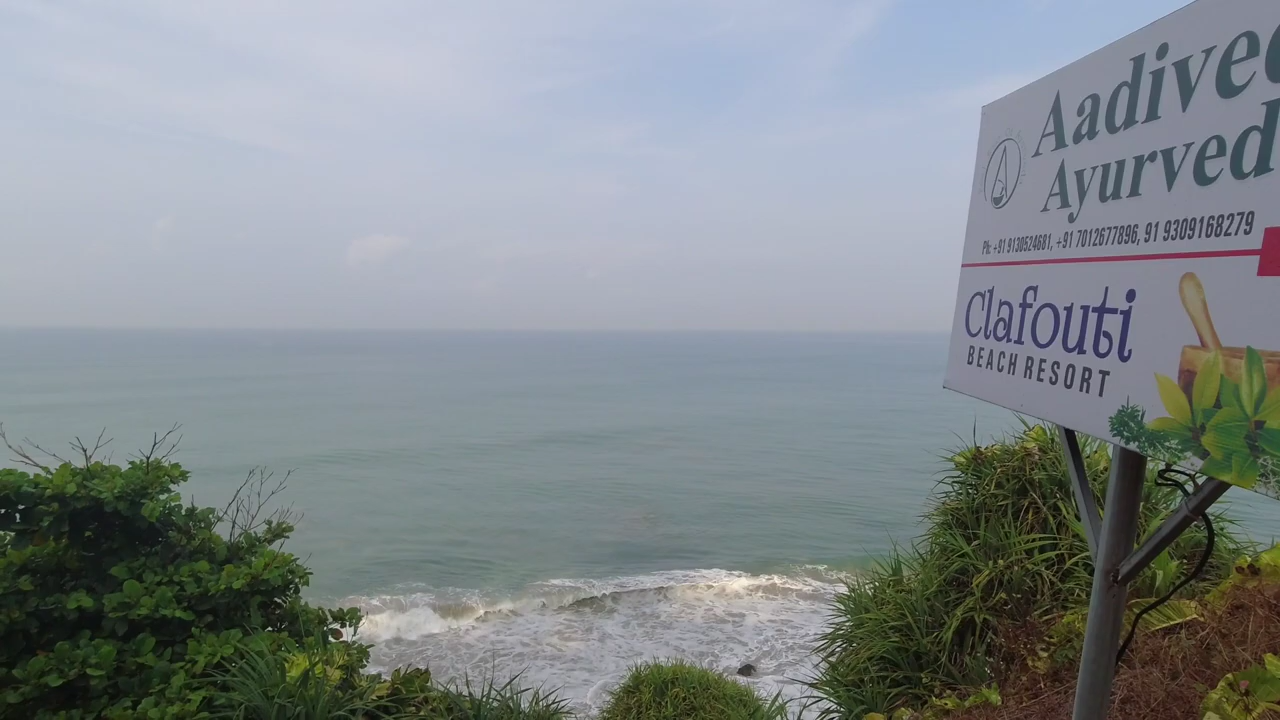 Aadivee
Ayurved
Ph: +91 9130524681, +91 7012677896, 91 9309168279
Clafouti
BEACH RESORT